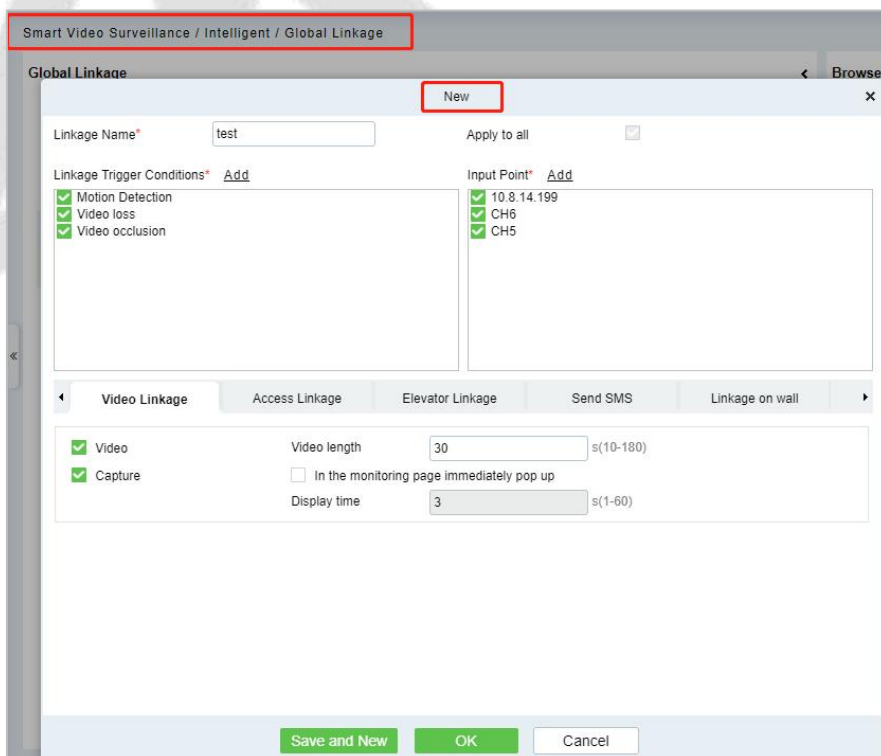 Smart Video Surveillance / Intelligent / Global Linkage
Global Linkage < Browse
New ×
Linkage Name* test Apply to all
Linkage Trigger Conditions* Add Input Point* Add
Motion Detection 10.8.14.199
Video loss CH6
Video occlusion CH5
«
Video Linkage Access Linkage Elevator Linkage Send SMS Linkage on wall
Video Video length 30 s(10-180)
Capture In the monitoring page immediately pop up
Display time 3 s(1-60)
Save and New OK Cancel